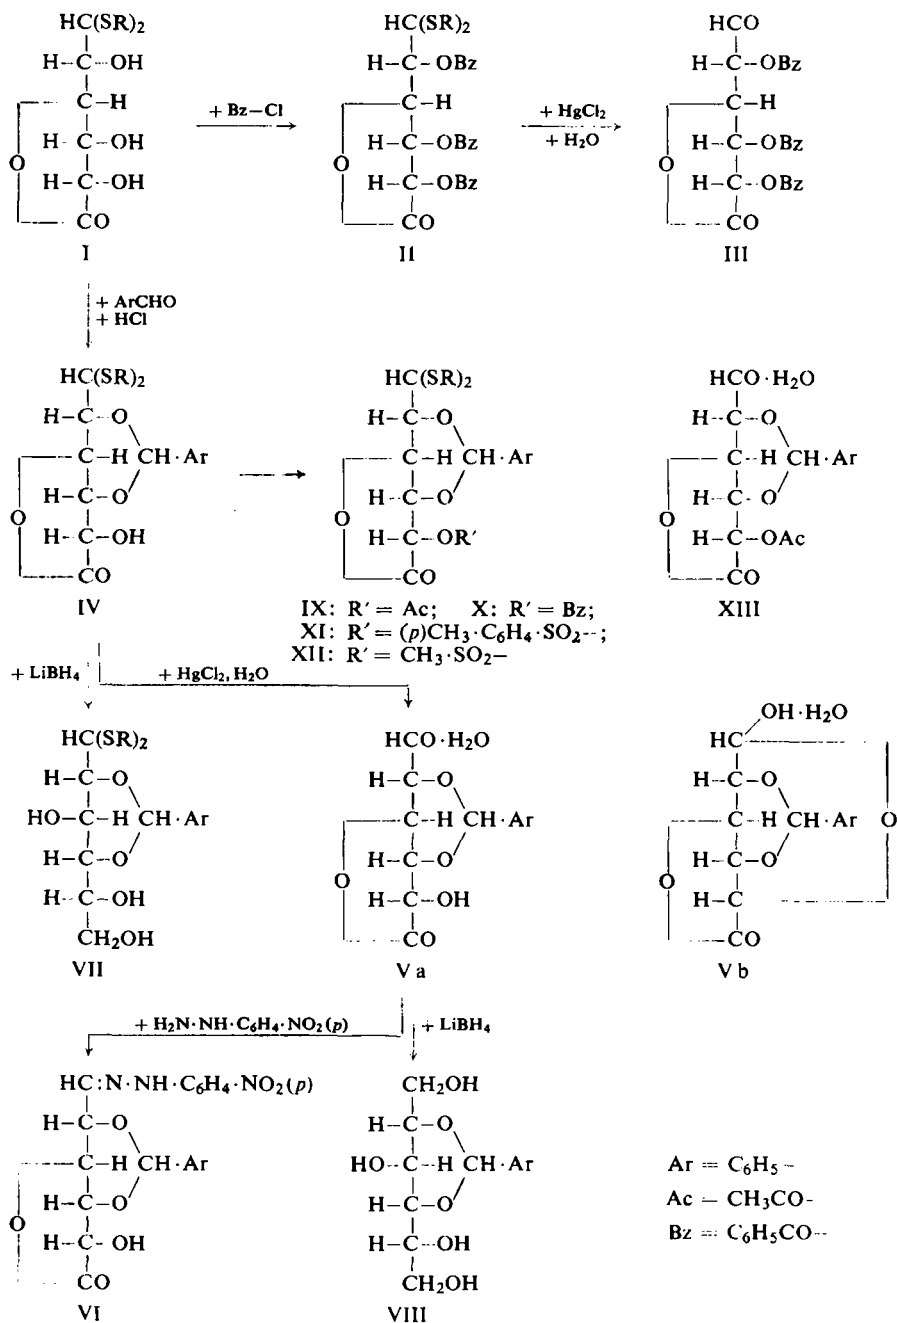 HC(SR)2 HC(SR)2 HCO
H–C–OH H–C–OBz H–C–OBz
C–H C–H C–H
+ Bz–Cl + HgCl2
+ H2O
H–C–OH H–C–OBz H–C–OBz
O O O
H–C–OH H–C–OBz H–C–OBz
CO CO CO
I II III
+ ArCHO
+ HCl
HC(SR)2 HC(SR)2 HCO·H2O
H–C–O H–C–O H–C–O
C–H CH·Ar C–H CH·Ar C–H CH·Ar
H–C–O H–C–O H–C–O
O O O
H–C–OH H–C–OR′ H–C–OAc
CO CO CO
IV IX: R′ = Ac; X: R′ = Bz; XIII
XI: R′ = (p)CH3·C6H4·SO2–;
XII: R′ = CH3·SO2–
+ LiBH4 + HgCl2, H2O
OH·H2O
HC(SR)2 HCO·H2O HC
H–C–O H–C–O H–C–O
HO–C–H CH·Ar C–H CH·Ar C–H CH·Ar O
H–C–O H–C–O H–C–O
O O
H–C–OH H–C–OH H–C
CH2OH CO CO
VII Va Vb
+ H2N·NH·C6H4·NO2(p) + LiBH4
HC:N·NH·C6H4·NO2(p) CH2OH
H–C–O H–C–O
C–H CH·Ar HO–C–H CH·Ar Ar = C6H5–
H–C–O H–C–O Ac = CH3CO–
O Bz = C6H5CO–
H–C–OH H–C–OH
CO CH2OH
VI VIII